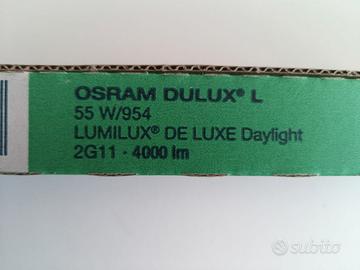 OSRAM DULUX® L
55 W/954
LUMILUX® DE LUXE Daylight
2G11 · 4000 lm
subito